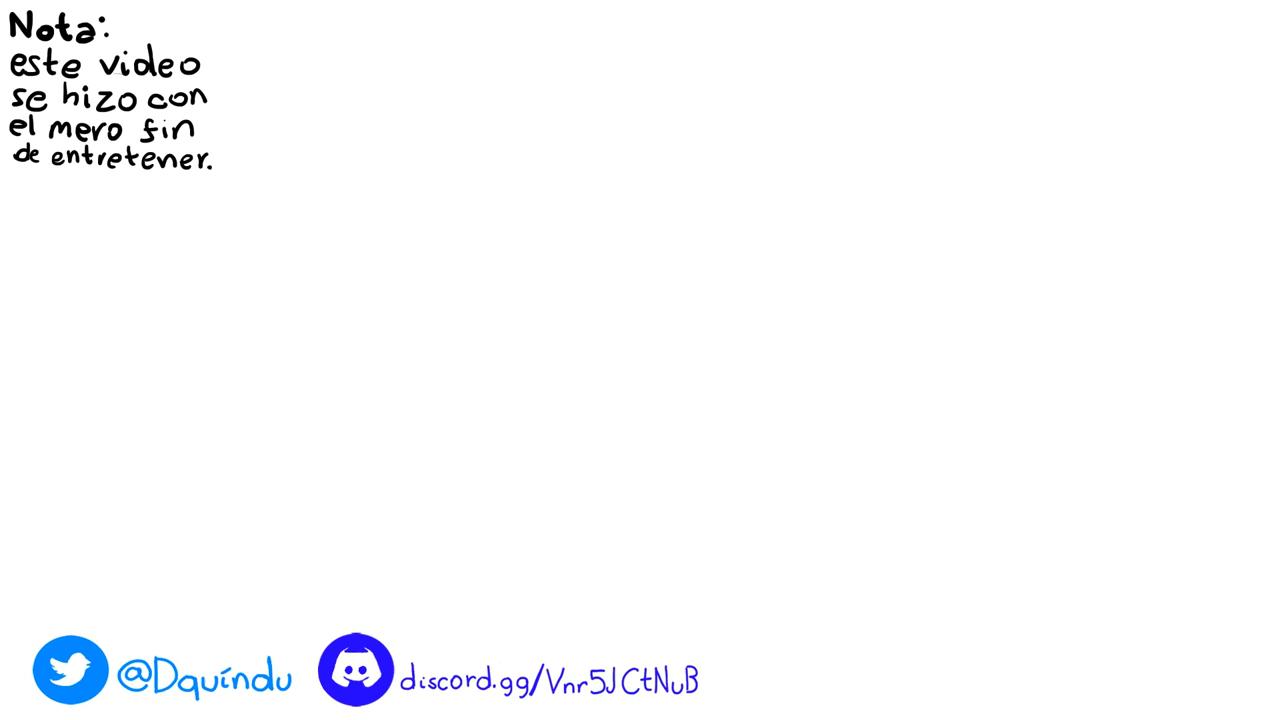 Nota:
este video
se hizo con
el mero fin
de entretener.
@Dquíndu
discord.gg/Vnr5JCtNuB